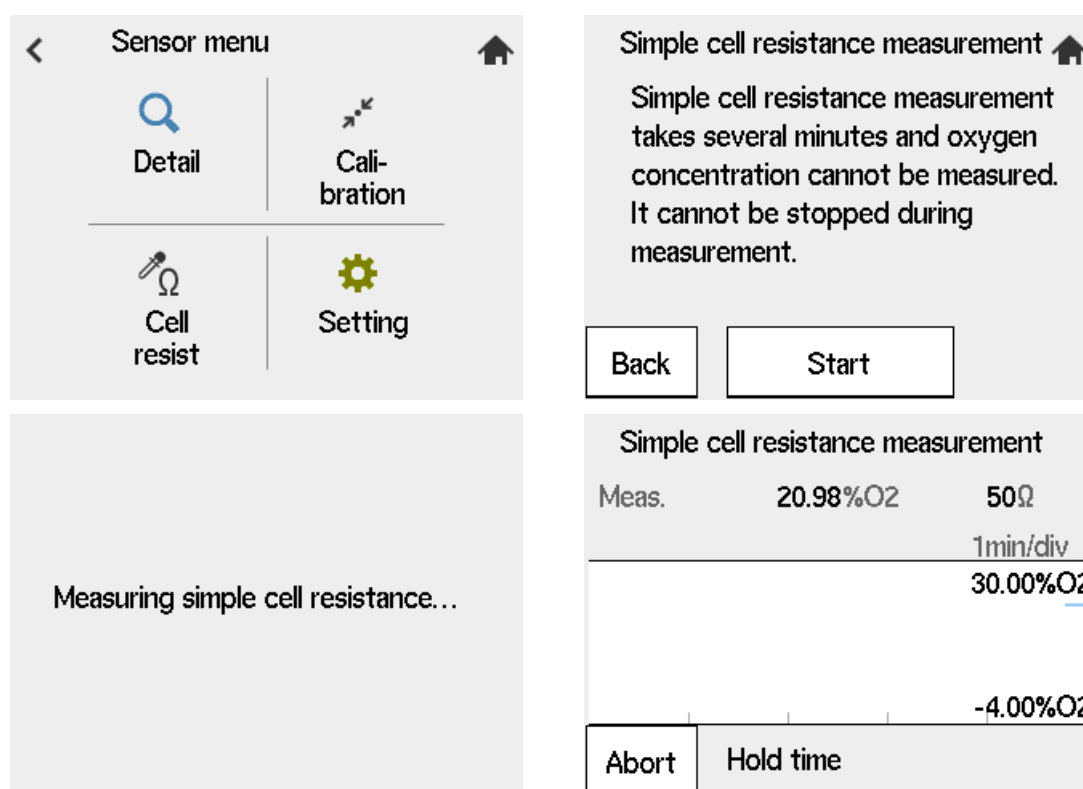 Sensor menu
Detail
Cali-
bration
Ω
Cell
resist
Setting
Simple cell resistance measurement
Simple cell resistance measurement
takes several minutes and oxygen
concentration cannot be measured.
It cannot be stopped during
measurement.
Back
Start
Measuring simple cell resistance...
Simple cell resistance measurement
Meas. 20.98%O2 50Ω
1min/div
30.00%O2
-4.00%O2
Abort
Hold time